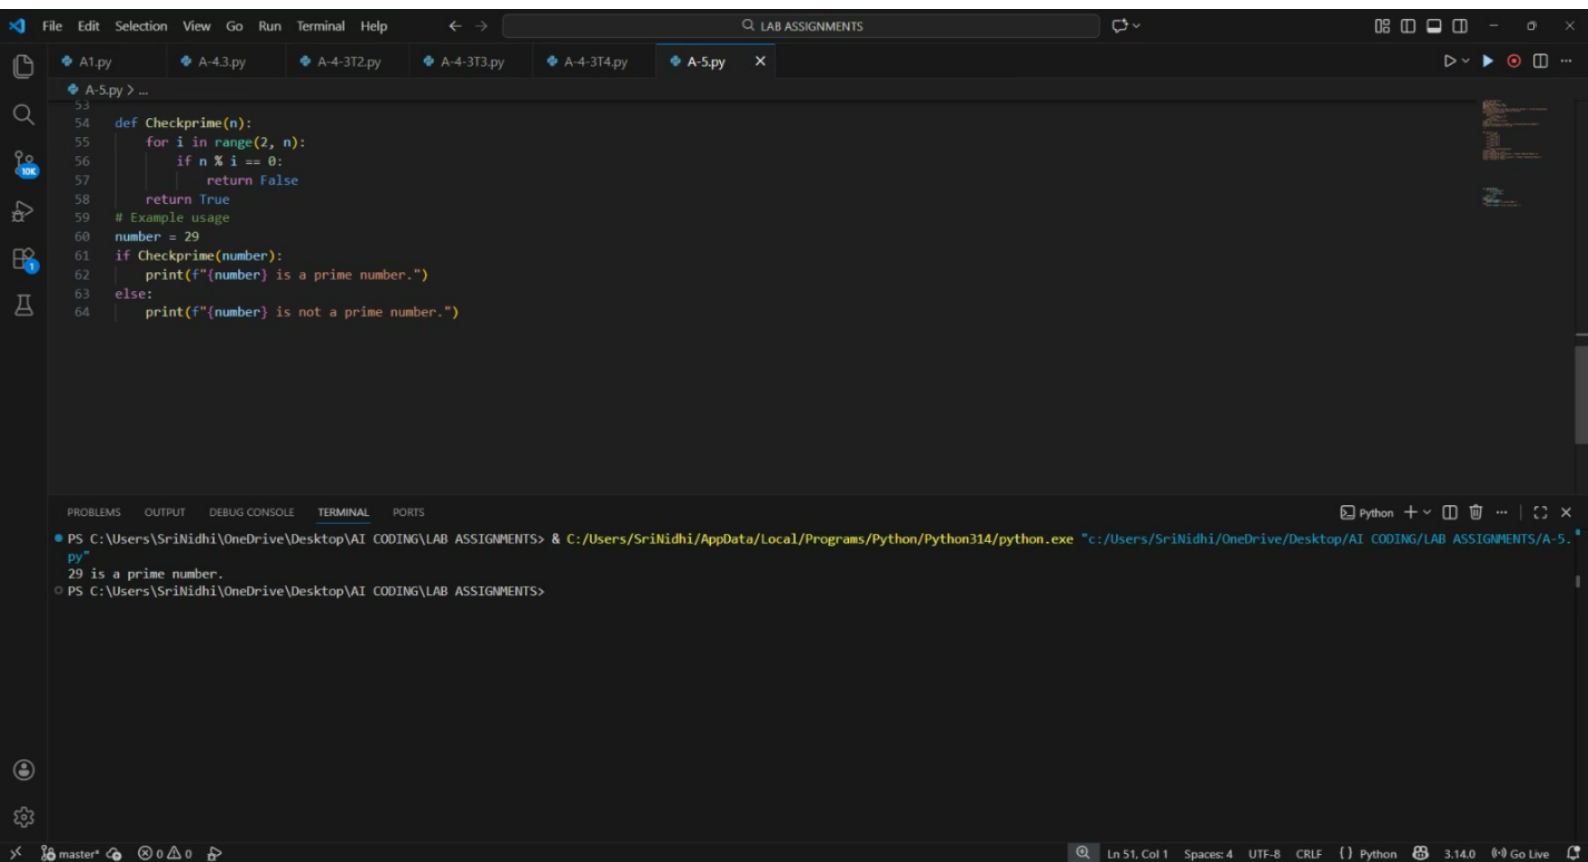 File Edit Selection View Go Run Terminal Help
LAB ASSIGNMENTS
A1.py A-4.3.py A-4-3T2.py A-4-3T3.py A-4-3T4.py A-5.py
A-5.py > ...
53
54 def Checkprime(n):
55     for i in range(2, n):
56         if n % i == 0:
57             return False
58     return True
59 # Example usage
60 number = 29
61 if Checkprime(number):
62     print(f"{number} is a prime number.")
63 else:
64     print(f"{number} is not a prime number.")
10K
1
PROBLEMS OUTPUT DEBUG CONSOLE TERMINAL PORTS
Python
PS C:\Users\SriNidhi\OneDrive\Desktop\AI CODING\LAB ASSIGNMENTS> & C:/Users/SriNidhi/AppData/Local/Programs/Python/Python314/python.exe "c:/Users/SriNidhi/OneDrive/Desktop/AI CODING/LAB ASSIGNMENTS/A-5.
py"
29 is a prime number.
PS C:\Users\SriNidhi\OneDrive\Desktop\AI CODING\LAB ASSIGNMENTS>
master* 0 0 Ln 51, Col 1 Spaces: 4 UTF-8 CRLF {} Python 3.14.0 Go Live